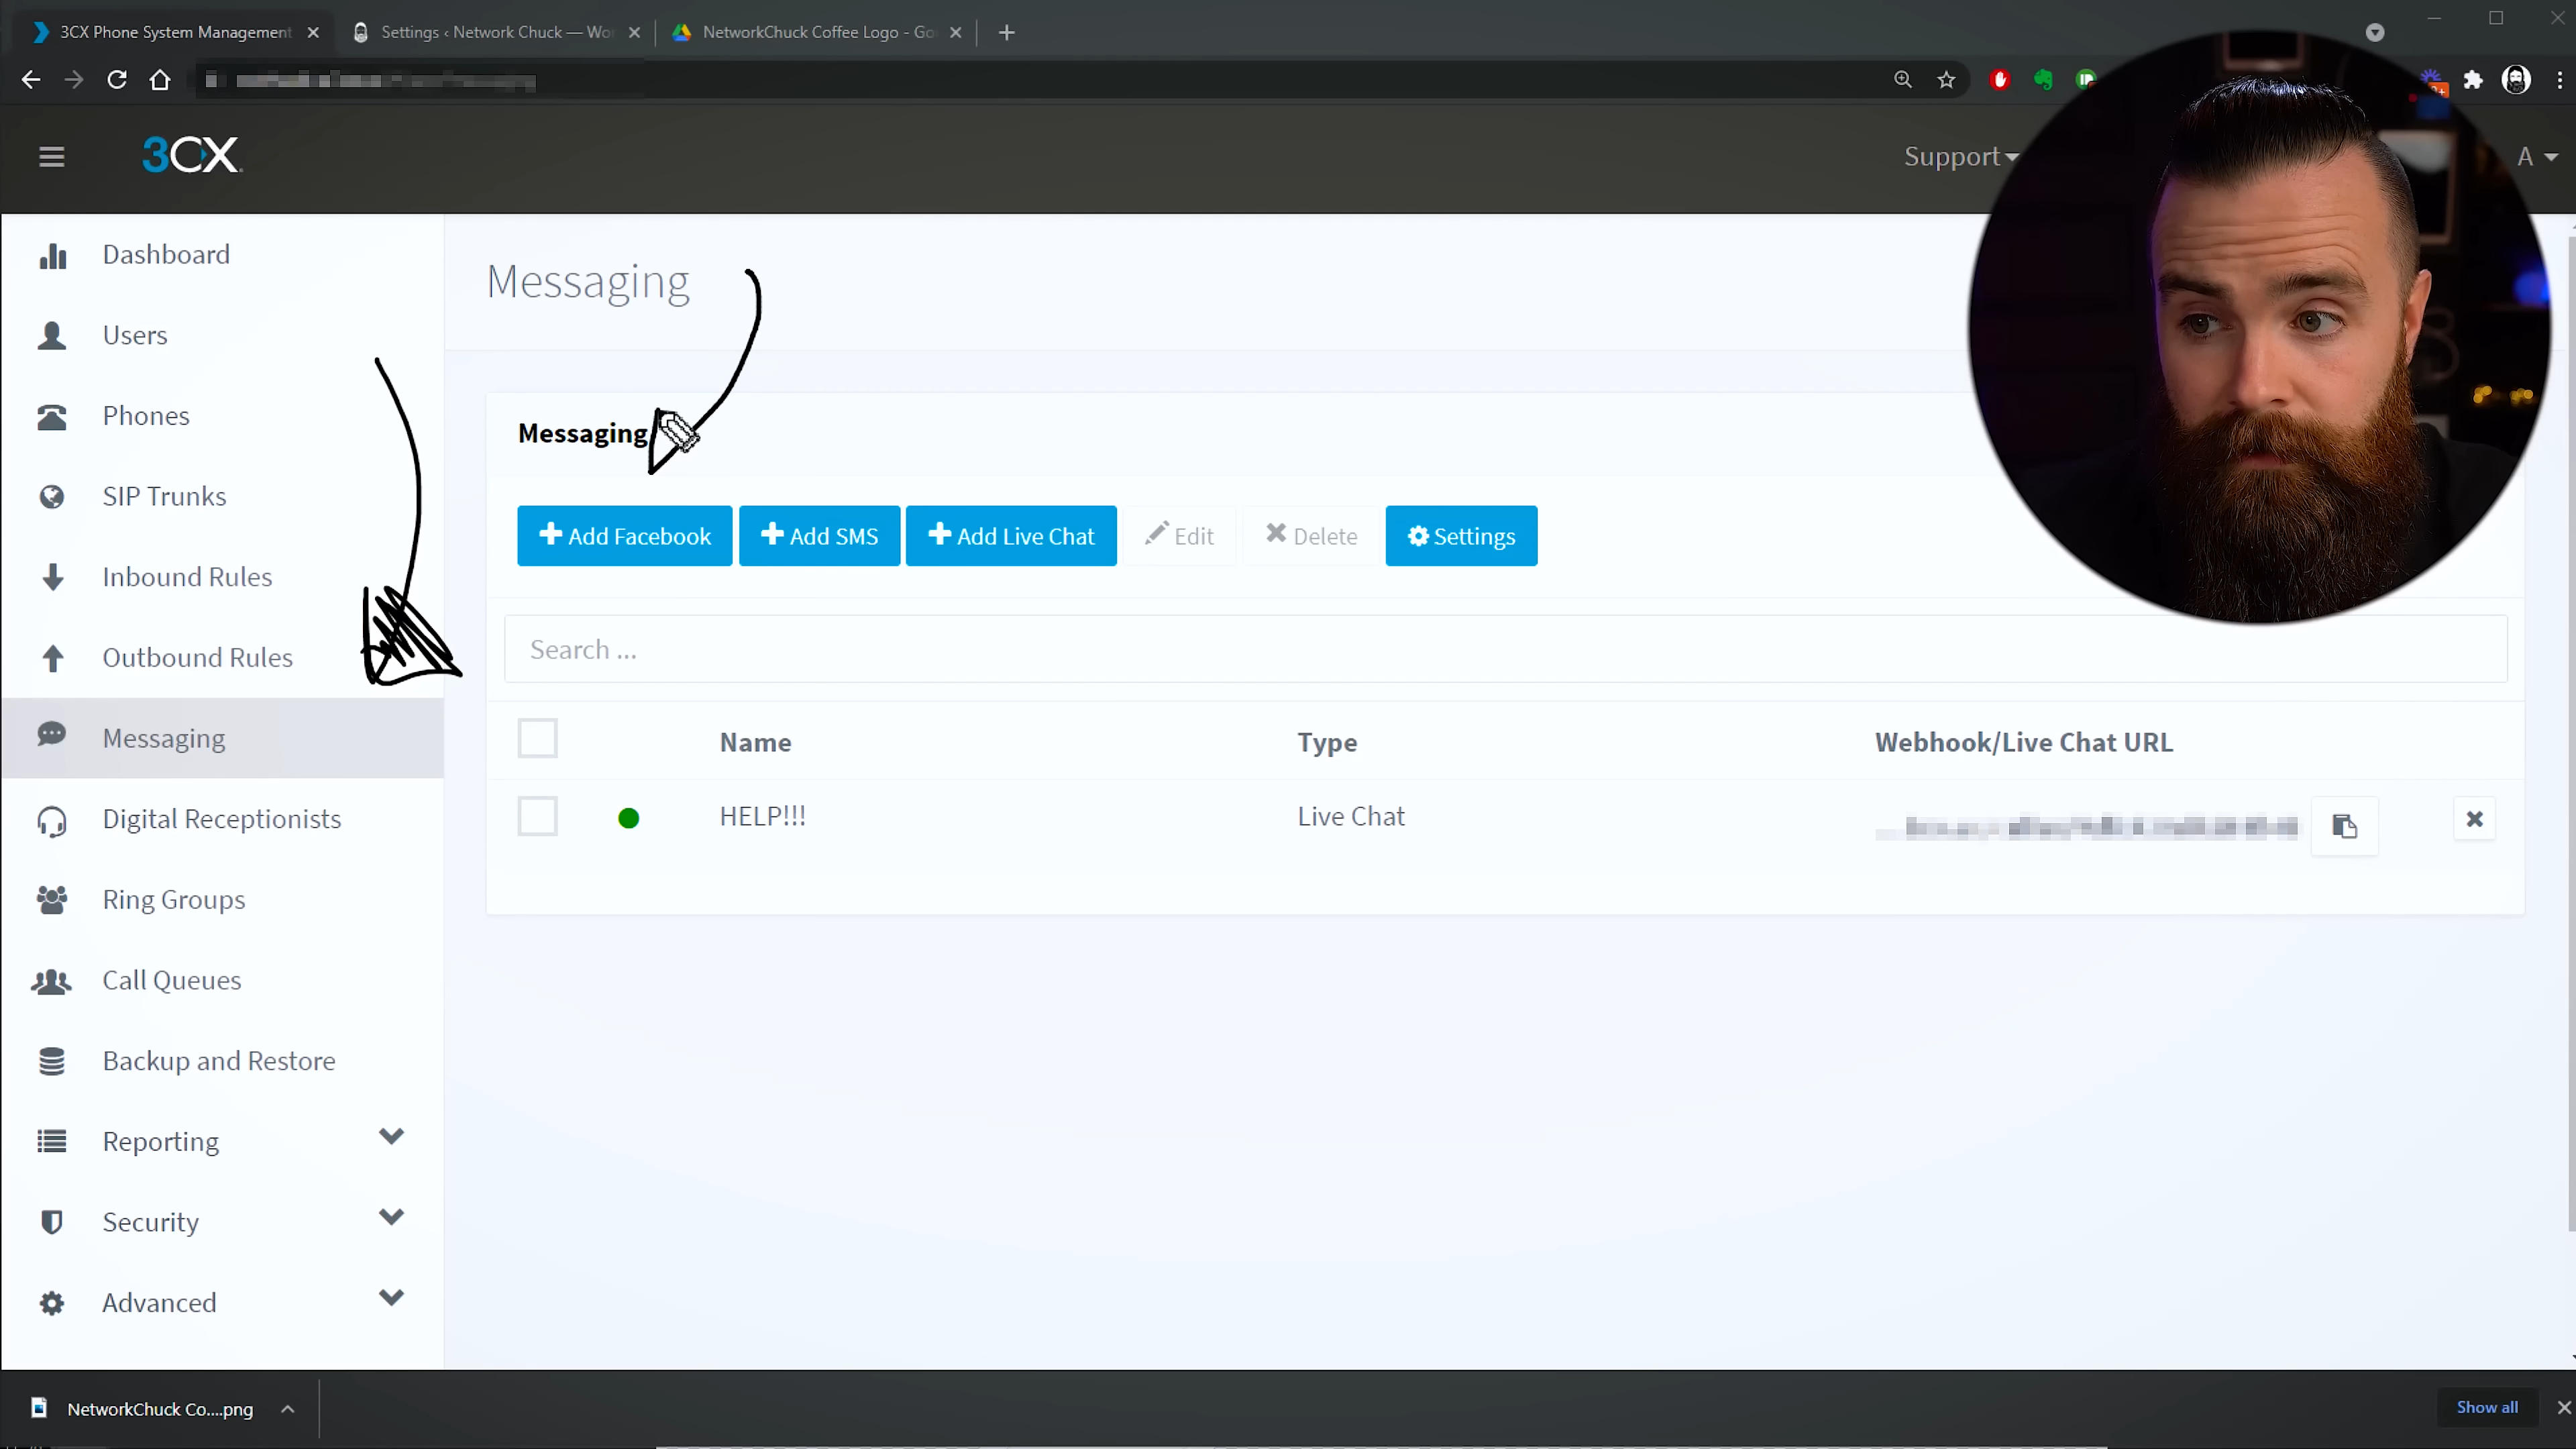 3CX Phone System Management
Settings ‹ Network Chuck — Wo
NetworkChuck Coffee Logo - Go
3CX
Support
A
Dashboard
Users
Phones
SIP Trunks
Inbound Rules
Outbound Rules
Messaging
Digital Receptionists
Ring Groups
Call Queues
Backup and Restore
Reporting
Security
Advanced
Messaging
Messaging
Add Facebook
Add SMS
Add Live Chat
Edit
Delete
Settings
Search ...
Name Type Webhook/Live Chat URL
HELP!!! Live Chat
NetworkChuck Co....png
Show all